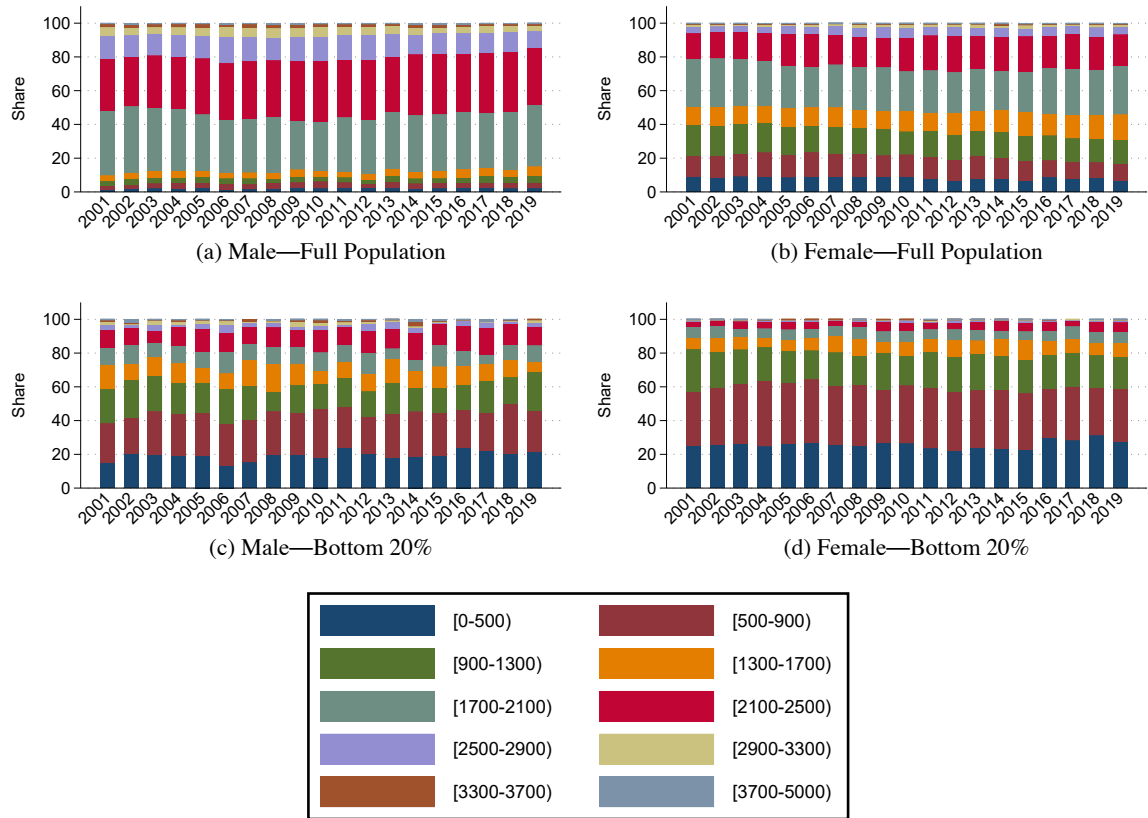 Share
100
80
60
40
20
0
2001 2002 2003 2004 2005 2006 2007 2008 2009 2010 2011 2012 2013 2014 2015 2016 2017 2018 2019
(a) Male—Full Population
Share
100
80
60
40
20
0
2001 2002 2003 2004 2005 2006 2007 2008 2009 2010 2011 2012 2013 2014 2015 2016 2017 2018 2019
(b) Female—Full Population
Share
100
80
60
40
20
0
2001 2002 2003 2004 2005 2006 2007 2008 2009 2010 2011 2012 2013 2014 2015 2016 2017 2018 2019
(c) Male—Bottom 20%
Share
100
80
60
40
20
0
2001 2002 2003 2004 2005 2006 2007 2008 2009 2010 2011 2012 2013 2014 2015 2016 2017 2018 2019
(d) Female—Bottom 20%
[0-500) [500-900)
[900-1300) [1300-1700)
[1700-2100) [2100-2500)
[2500-2900) [2900-3300)
[3300-3700) [3700-5000)